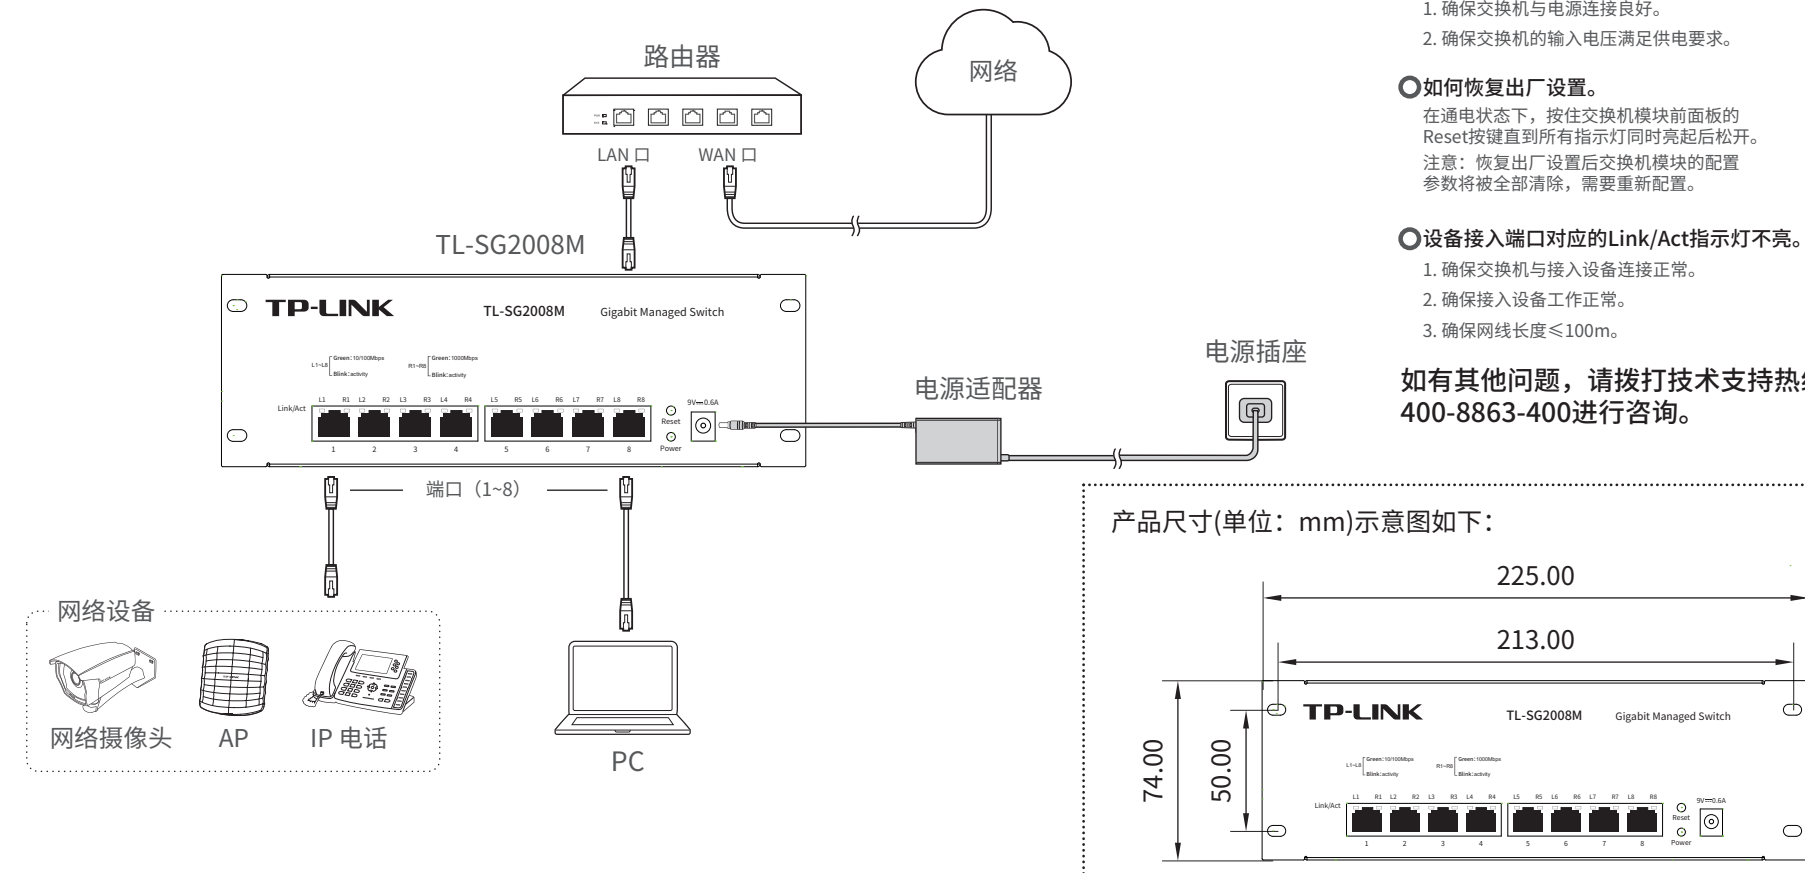 路由器
网络
LAN 口
WAN 口
TL-SG2008M
TP-LINK
TL-SG2008M
Gigabit Managed Switch
L1~L8
Green: 10/100Mbps
Blink: activity
R1~R8
Green: 1000Mbps
Blink: activity
Link/Act
L1 R1 L2 R2 L3 R3 L4 R4 L5 R5 L6 R6 L7 R7 L8 R8
Reset
Power
9V⎓0.6A
1 2 3 4 5 6 7 8
端口（1~8）
电源适配器
电源插座
网络设备
网络摄像头
AP
IP 电话
PC
1. 确保交换机与电源连接良好。
2. 确保交换机的输入电压满足供电要求。
如何恢复出厂设置。
在通电状态下，按住交换机模块前面板的
Reset按键直到所有指示灯同时亮起后松开。
注意：恢复出厂设置后交换机模块的配置
参数将被全部清除，需要重新配置。
设备接入端口对应的Link/Act指示灯不亮。
1. 确保交换机与接入设备连接正常。
2. 确保接入设备工作正常。
3. 确保网线长度≤100m。
如有其他问题，请拨打技术支持热
400-8863-400进行咨询。
产品尺寸(单位：mm)示意图如下：
225.00
213.00
74.00
50.00
TP-LINK
TL-SG2008M
Gigabit Managed Switch
L1~L8
Green: 10/100Mbps
Blink: activity
R1~R8
Green: 1000Mbps
Blink: activity
Link/Act
L1 R1 L2 R2 L3 R3 L4 R4 L5 R5 L6 R6 L7 R7 L8 R8
Reset
Power
9V⎓0.6A
1 2 3 4 5 6 7 8